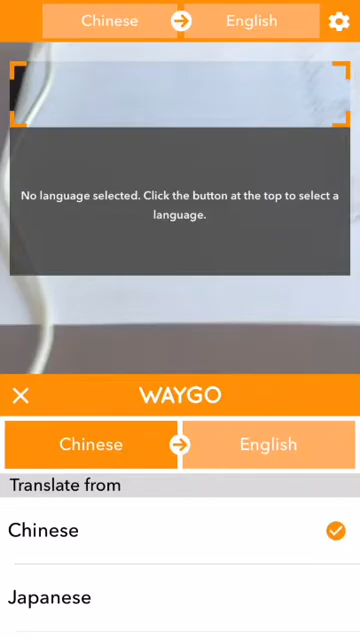 Chinese English
No language selected. Click the button at the top to select a
language.
WAYGO
Chinese English
Translate from
Chinese
Japanese